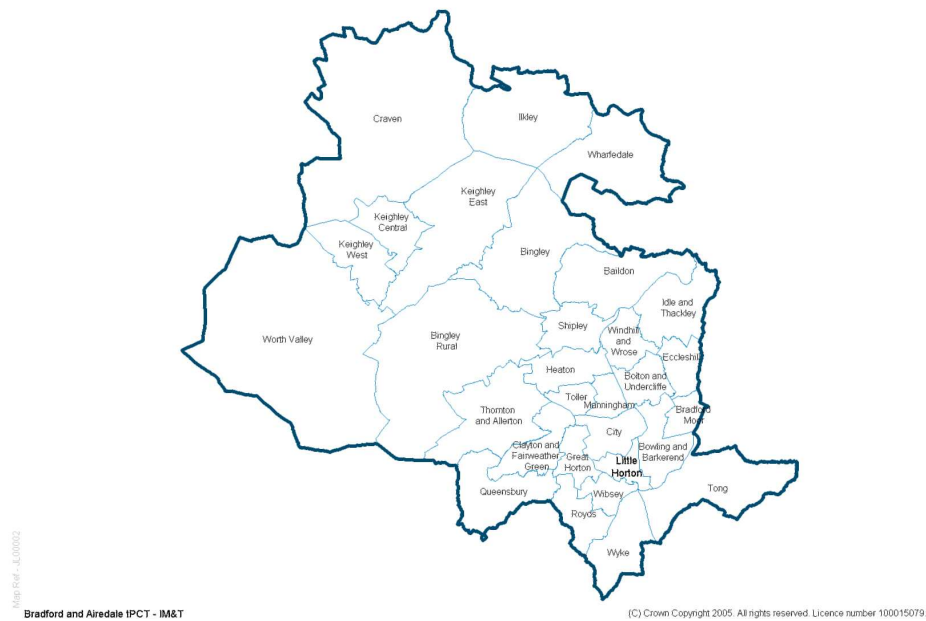 Craven
Ilkley
Wharfedale
Keighley
East
Keighley
Central
Keighley
West
Bingley
Baildon
Idle and
Thackley
Shipley
Windhill
and
Wrose
Worth Valley
Bingley
Rural
Eccleshill
Heaton
Bolton and
Undercliffe
Toller
Manningham
Thornton
and Allerton
Bradford
Moor
City
Clayton and
Fairweather
Green
Great
Horton
Bowling and
Barkerend
Little
Horton
Queensbury
Wibsey
Tong
Royds
Wyke
Map Ref - JL00002
Bradford and Airedale tPCT - IM&T
(C) Crown Copyright 2005. All rights reserved. Licence number 100015079.